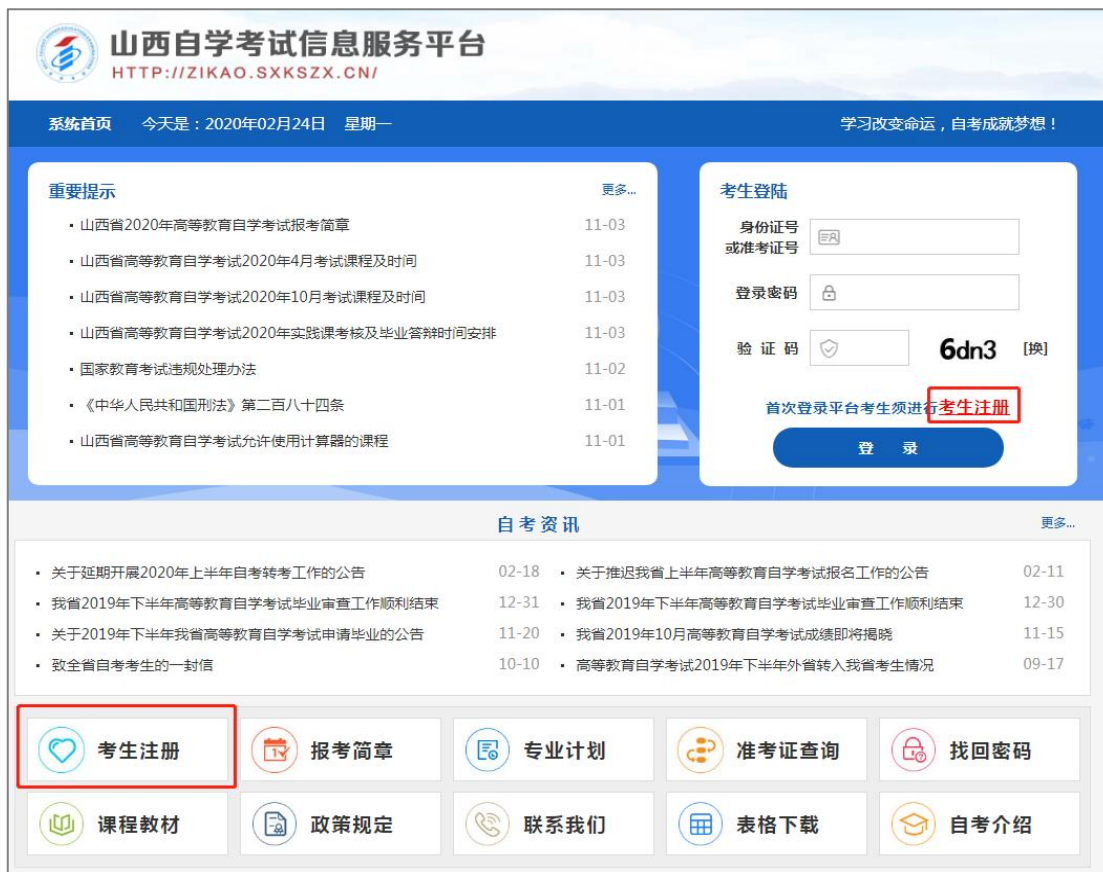 山西自学考试信息服务平台
HTTP://ZIKAO.SXKSZX.CN/
系统首页 今天是：2020年02月24日 星期一 学习改变命运，自考成就梦想！
重要提示 更多...
▪ 山西省2020年高等教育自学考试报考简章 11-03
▪ 山西省高等教育自学考试2020年4月考试课程及时间 11-03
▪ 山西省高等教育自学考试2020年10月考试课程及时间 11-03
▪ 山西省高等教育自学考试2020年实践课考核及毕业答辩时间安排 11-03
▪ 国家教育考试违规处理办法 11-02
▪ 《中华人民共和国刑法》第二百八十四条 11-01
▪ 山西省高等教育自学考试允许使用计算器的课程 11-01
考生登陆
身份证号
或准考证号
登录密码
验 证 码 6dn3 [换]
首次登录平台考生须进行考生注册
登 录
自 考 资 讯 更多...
▪ 关于延期开展2020年上半年自考转考工作的公告 02-18 ▪ 关于推迟我省上半年高等教育自学考试报名工作的公告 02-11
▪ 我省2019年下半年高等教育自学考试毕业审查工作顺利结束 12-31 ▪ 我省2019年下半年高等教育自学考试毕业审查工作顺利结束 12-30
▪ 关于2019年下半年我省高等教育自学考试申请毕业的公告 11-20 ▪ 我省2019年10月高等教育自学考试成绩即将揭晓 11-15
▪ 致全省自考考生的一封信 10-10 ▪ 高等教育自学考试2019年下半年外省转入我省考生情况 09-17
考生注册 报考简章 专业计划 准考证查询 找回密码
课程教材 政策规定 联系我们 表格下载 自考介绍